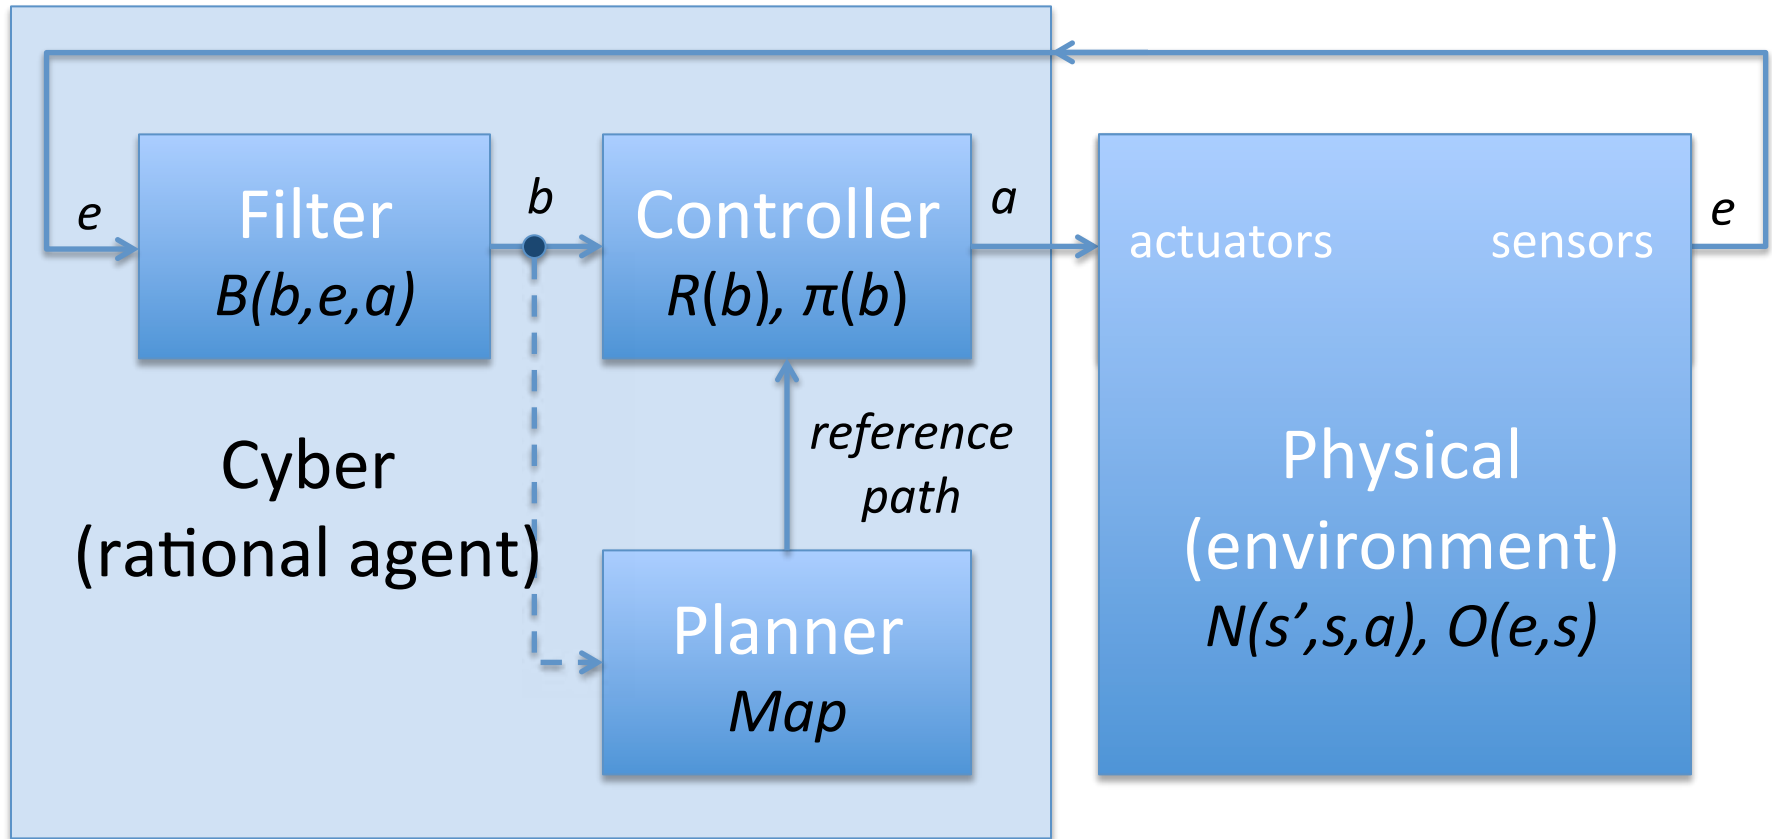 e
Filter
B(b,e,a)
b
Controller
R(b), π(b)
a
actuators
sensors
e
Cyber
(rational agent)
reference
path
Planner
Map
Physical
(environment)
N(s’,s,a), O(e,s)